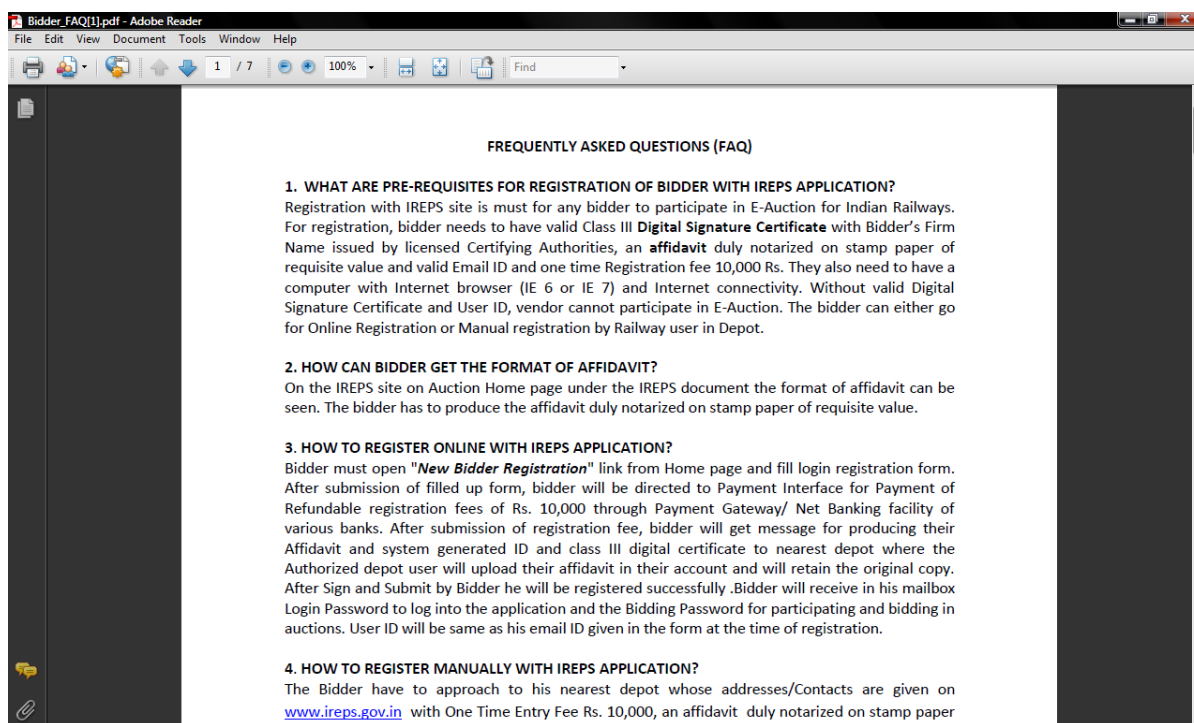 Bidder_FAQ[1].pdf - Adobe Reader
File Edit View Document Tools Window Help
1 / 7 100% Find
FREQUENTLY ASKED QUESTIONS (FAQ)
1. WHAT ARE PRE-REQUISITES FOR REGISTRATION OF BIDDER WITH IREPS APPLICATION?
Registration with IREPS site is must for any bidder to participate in E-Auction for Indian Railways.
For registration, bidder needs to have valid Class III Digital Signature Certificate with Bidder's Firm
Name issued by licensed Certifying Authorities, an affidavit duly notarized on stamp paper of
requisite value and valid Email ID and one time Registration fee 10,000 Rs. They also need to have a
computer with Internet browser (IE 6 or IE 7) and Internet connectivity. Without valid Digital
Signature Certificate and User ID, vendor cannot participate in E-Auction. The bidder can either go
for Online Registration or Manual registration by Railway user in Depot.
2. HOW CAN BIDDER GET THE FORMAT OF AFFIDAVIT?
On the IREPS site on Auction Home page under the IREPS document the format of affidavit can be
seen. The bidder has to produce the affidavit duly notarized on stamp paper of requisite value.
3. HOW TO REGISTER ONLINE WITH IREPS APPLICATION?
Bidder must open "New Bidder Registration" link from Home page and fill login registration form.
After submission of filled up form, bidder will be directed to Payment Interface for Payment of
Refundable registration fees of Rs. 10,000 through Payment Gateway/ Net Banking facility of
various banks. After submission of registration fee, bidder will get message for producing their
Affidavit and system generated ID and class III digital certificate to nearest depot where the
Authorized depot user will upload their affidavit in their account and will retain the original copy.
After Sign and Submit by Bidder he will be registered successfully .Bidder will receive in his mailbox
Login Password to log into the application and the Bidding Password for participating and bidding in
auctions. User ID will be same as his email ID given in the form at the time of registration.
4. HOW TO REGISTER MANUALLY WITH IREPS APPLICATION?
The Bidder have to approach to his nearest depot whose addresses/Contacts are given on
www.ireps.gov.in with One Time Entry Fee Rs. 10,000, an affidavit duly notarized on stamp paper